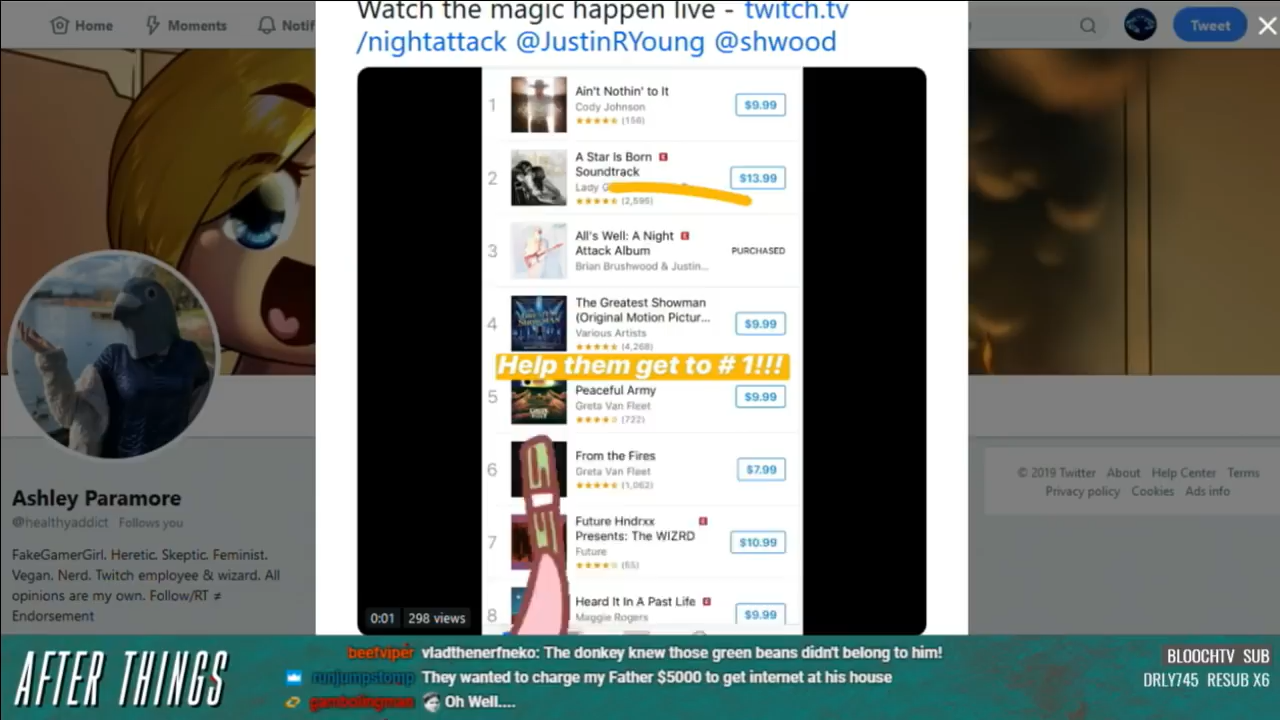 Watch the magic happen live - twitch.tv
/nightattack @JustinRYoung @shwood
Home
Moments
Notif
Tweet
1
Ain't Nothin' to It
Cody Johnson
(156)
$9.99
2
A Star Is Born E
Soundtrack
Lady
(2,595)
$13.99
3
All's Well: A Night E
Attack Album
Brian Brushwood & Justin...
PURCHASED
4
The Greatest Showman
(Original Motion Pictur...
Various Artists
(4,268)
$9.99
Help them get to # 1!!!
5
Peaceful Army
Greta Van Fleet
(722)
$9.99
6
From the Fires
Greta Van Fleet
(1,062)
$7.99
7
Future Hndrxx E
Presents: The WIZRD
Future
(65)
$10.99
8
Heard It In A Past Life E
Maggie Rogers
$9.99
0:01 298 views
Ashley Paramore
@healthyaddict Follows you
FakeGamerGirl. Heretic. Skeptic. Feminist.
Vegan. Nerd. Twitch employee & wizard. All
opinions are my own. Follow/RT ≠
Endorsement
© 2019 Twitter About Help Center Terms
Privacy policy Cookies Ads info
AFTER THINGS
beefviper vladthenerfneko: The donkey knew those green beans didn't belong to him!
runjumpstomp They wanted to charge my Father $5000 to get internet at his house
gambolingman Oh Well....
BLOOCHTV SUB
DRLY745 RESUB X6